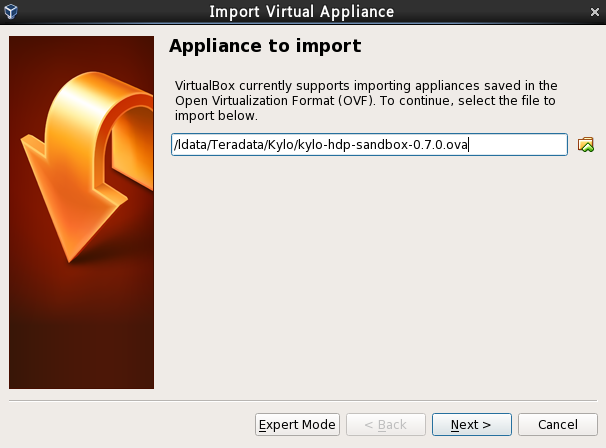 Import Virtual Appliance
Appliance to import
VirtualBox currently supports importing appliances saved in the
Open Virtualization Format (OVF). To continue, select the file to
import below.
/ldata/Teradata/Kylo/kylo-hdp-sandbox-0.7.0.ova
Expert Mode
< Back
Next >
Cancel